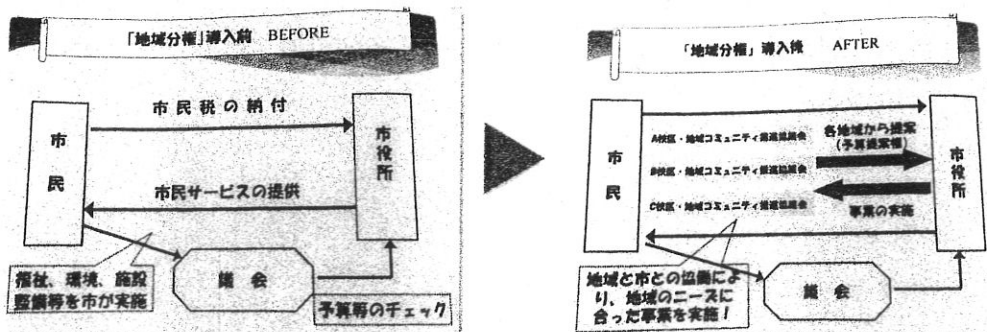 「地域分権」導入前 BEFORE
市民税の納付
市民
市役所
市民サービスの提供
福祉、環境、施設
整備等を市が実施
議会
予算等のチェック
「地域分権」導入後 AFTER
市民
A校区・地域コミュニティ推進協議会
B校区・地域コミュニティ推進協議会
C校区・地域コミュニティ推進協議会
各地域から提案
(予算提案権)
事業の実施
市役所
地域と市との協働によ
り、地域のニーズに
合った事業を実施!
議会